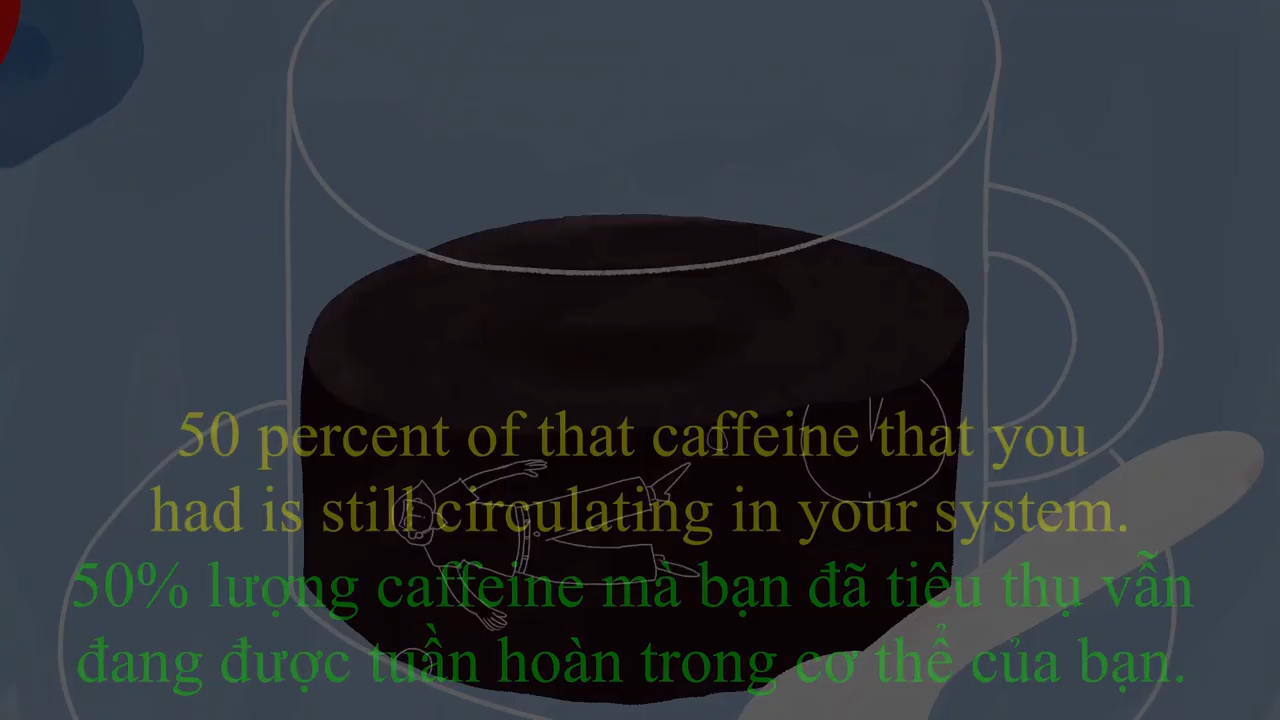 50 percent of that caffeine that you
had is still circulating in your system.
50% lượng caffeine mà bạn đã tiêu thụ vẫn
đang được tuần hoàn trong cơ thể của bạn.